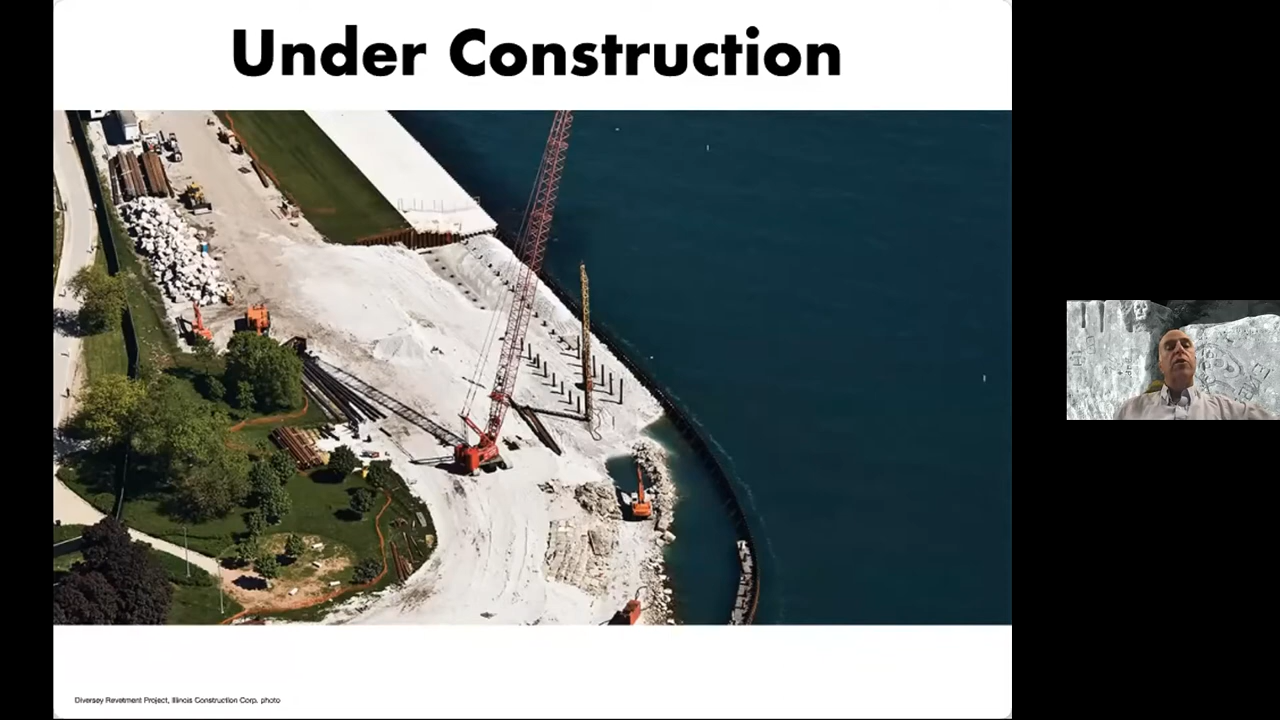 Under Construction
Diversey Revetment Project, Illinois Construction Corp. photo